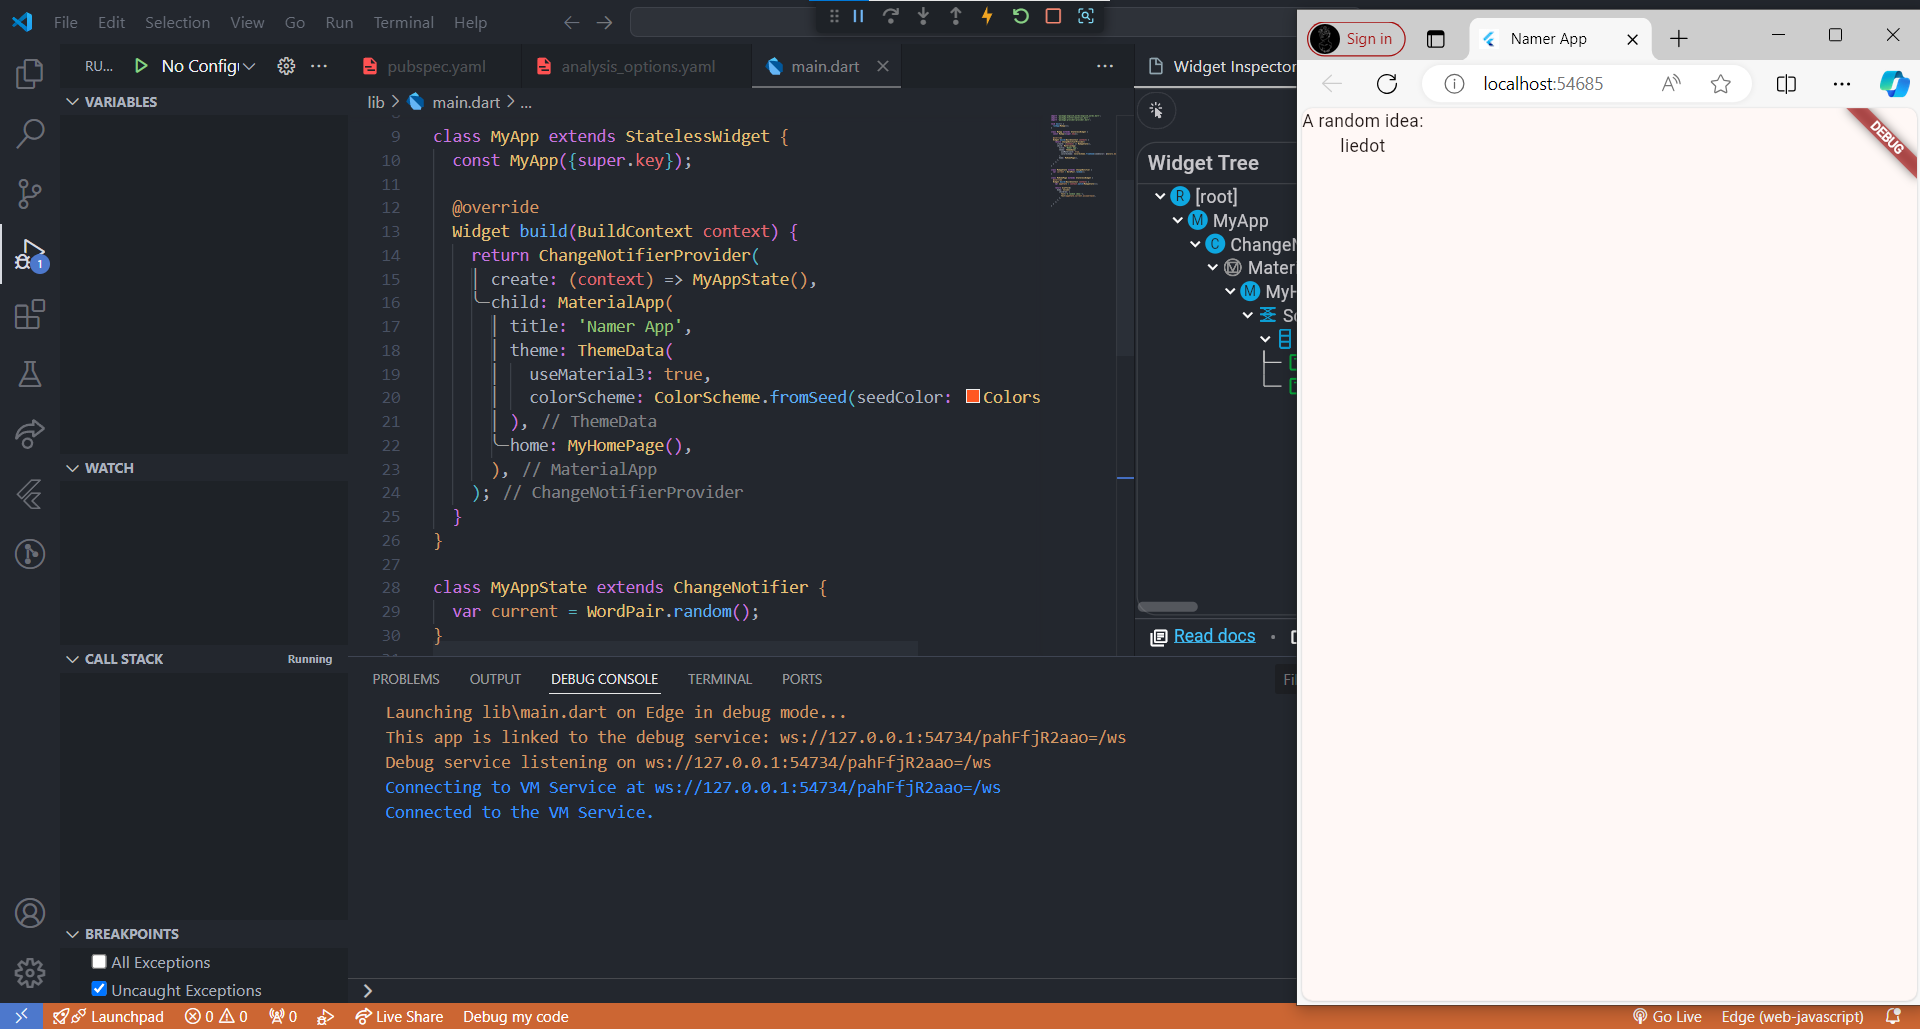 File Edit Selection View Go Run Terminal Help
RU... No Config
pubspec.yaml analysis_options.yaml main.dart
Widget Inspector
VARIABLES
WATCH
CALL STACK Running
BREAKPOINTS
All Exceptions
Uncaught Exceptions
lib > main.dart > ...
9 class MyApp extends StatelessWidget {
10 const MyApp({super.key});
11
12 @override
13 Widget build(BuildContext context) {
14 return ChangeNotifierProvider(
15 create: (context) => MyAppState(),
16 child: MaterialApp(
17 title: 'Namer App',
18 theme: ThemeData(
19 useMaterial3: true,
20 colorScheme: ColorScheme.fromSeed(seedColor: Colors
21 ), // ThemeData
22 home: MyHomePage(),
23 ), // MaterialApp
24 ); // ChangeNotifierProvider
25 }
26 }
27
28 class MyAppState extends ChangeNotifier {
29 var current = WordPair.random();
30 }
Widget Tree
R [root]
M MyApp
C ChangeN
M Mater
M MyH
Sc
Read docs
PROBLEMS OUTPUT DEBUG CONSOLE TERMINAL PORTS Fi
Launching lib\main.dart on Edge in debug mode...
This app is linked to the debug service: ws://127.0.0.1:54734/pahFfjR2aao=/ws
Debug service listening on ws://127.0.0.1:54734/pahFfjR2aao=/ws
Connecting to VM Service at ws://127.0.0.1:54734/pahFfjR2aao=/ws
Connected to the VM Service.
Sign in Namer App
localhost:54685
A random idea:
liedot
DEBUG
1
Launchpad 0 0 0 Live Share Debug my code Go Live Edge (web-javascript)